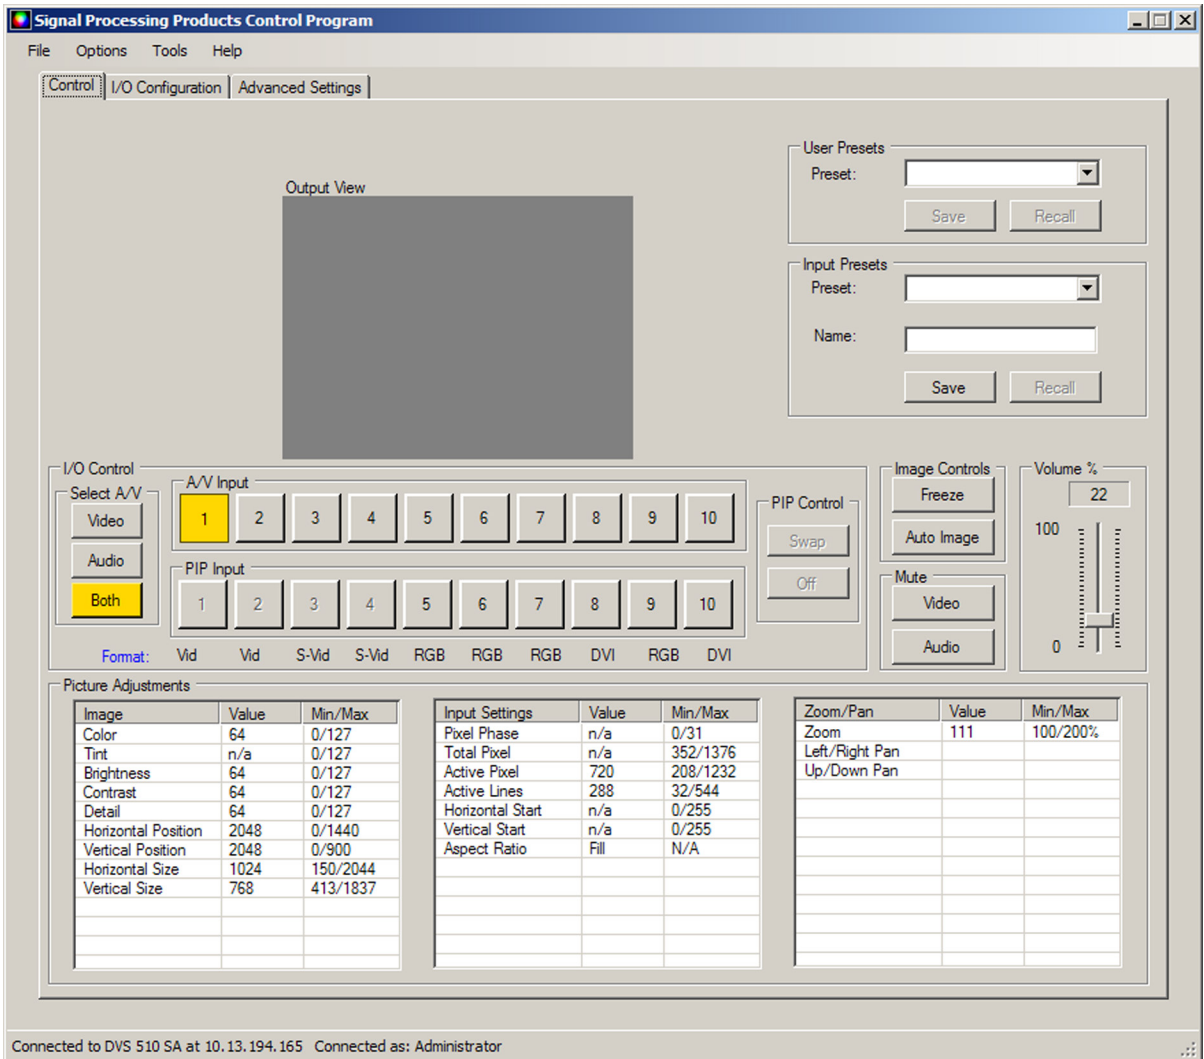 Signal Processing Products Control Program
File Options Tools Help
Control I/O Configuration Advanced Settings
Output View
User Presets
Preset:
Save Recall
Input Presets
Preset:
Name:
Save Recall
I/O Control
Select A/V
Video
Audio
Both
A/V Input
1 2 3 4 5 6 7 8 9 10
PIP Input
1 2 3 4 5 6 7 8 9 10
Format: Vid Vid S-Vid S-Vid RGB RGB RGB DVI RGB DVI
PIP Control
Swap
Off
Image Controls
Freeze
Auto Image
Mute
Video
Audio
Volume %
22
100
0
Picture Adjustments
Image Value Min/Max
Color 64 0/127
Tint n/a 0/127
Brightness 64 0/127
Contrast 64 0/127
Detail 64 0/127
Horizontal Position 2048 0/1440
Vertical Position 2048 0/900
Horizontal Size 1024 150/2044
Vertical Size 768 413/1837
Input Settings Value Min/Max
Pixel Phase n/a 0/31
Total Pixel n/a 352/1376
Active Pixel 720 208/1232
Active Lines 288 32/544
Horizontal Start n/a 0/255
Vertical Start n/a 0/255
Aspect Ratio Fill N/A
Zoom/Pan Value Min/Max
Zoom 111 100/200%
Left/Right Pan
Up/Down Pan
Connected to DVS 510 SA at 10.13.194.165 Connected as: Administrator